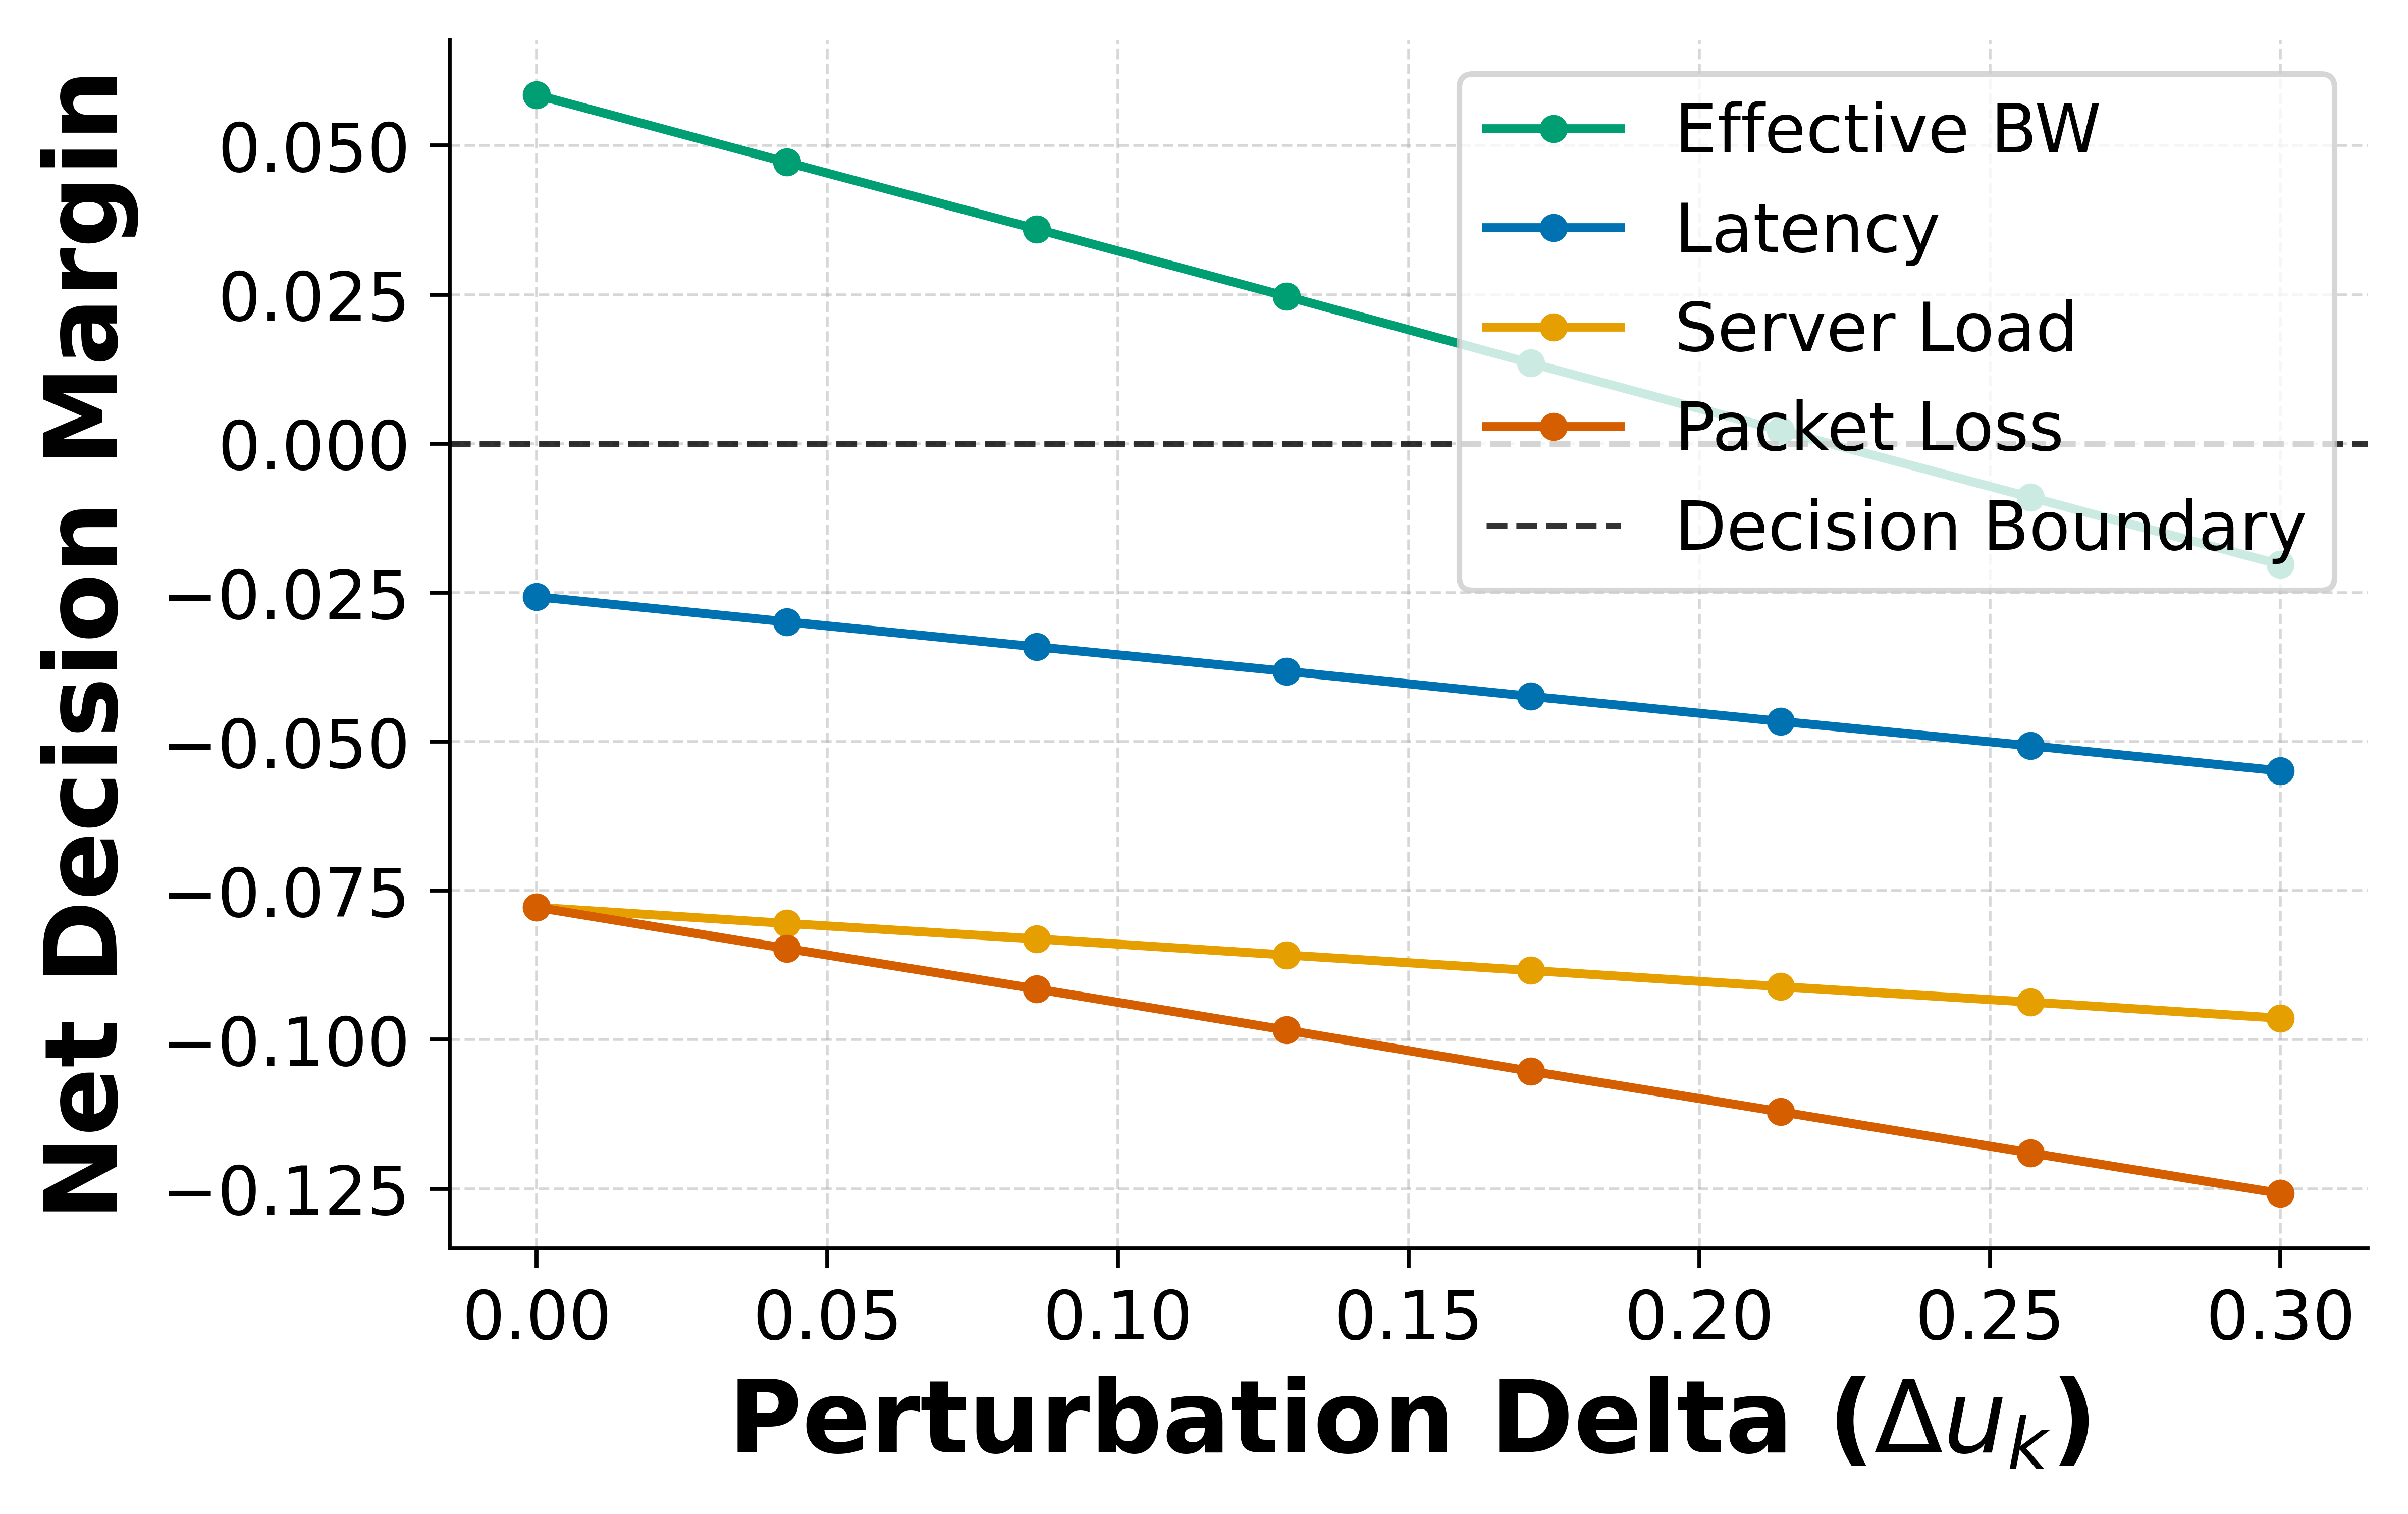 Net Decision Margin
0.050
0.025
0.000
−0.025
−0.050
−0.075
−0.100
−0.125
Effective BW
Latency
Server Load
Packet Loss
Decision Boundary
0.00 0.05 0.10 0.15 0.20 0.25 0.30
Perturbation Delta (Δu_k)